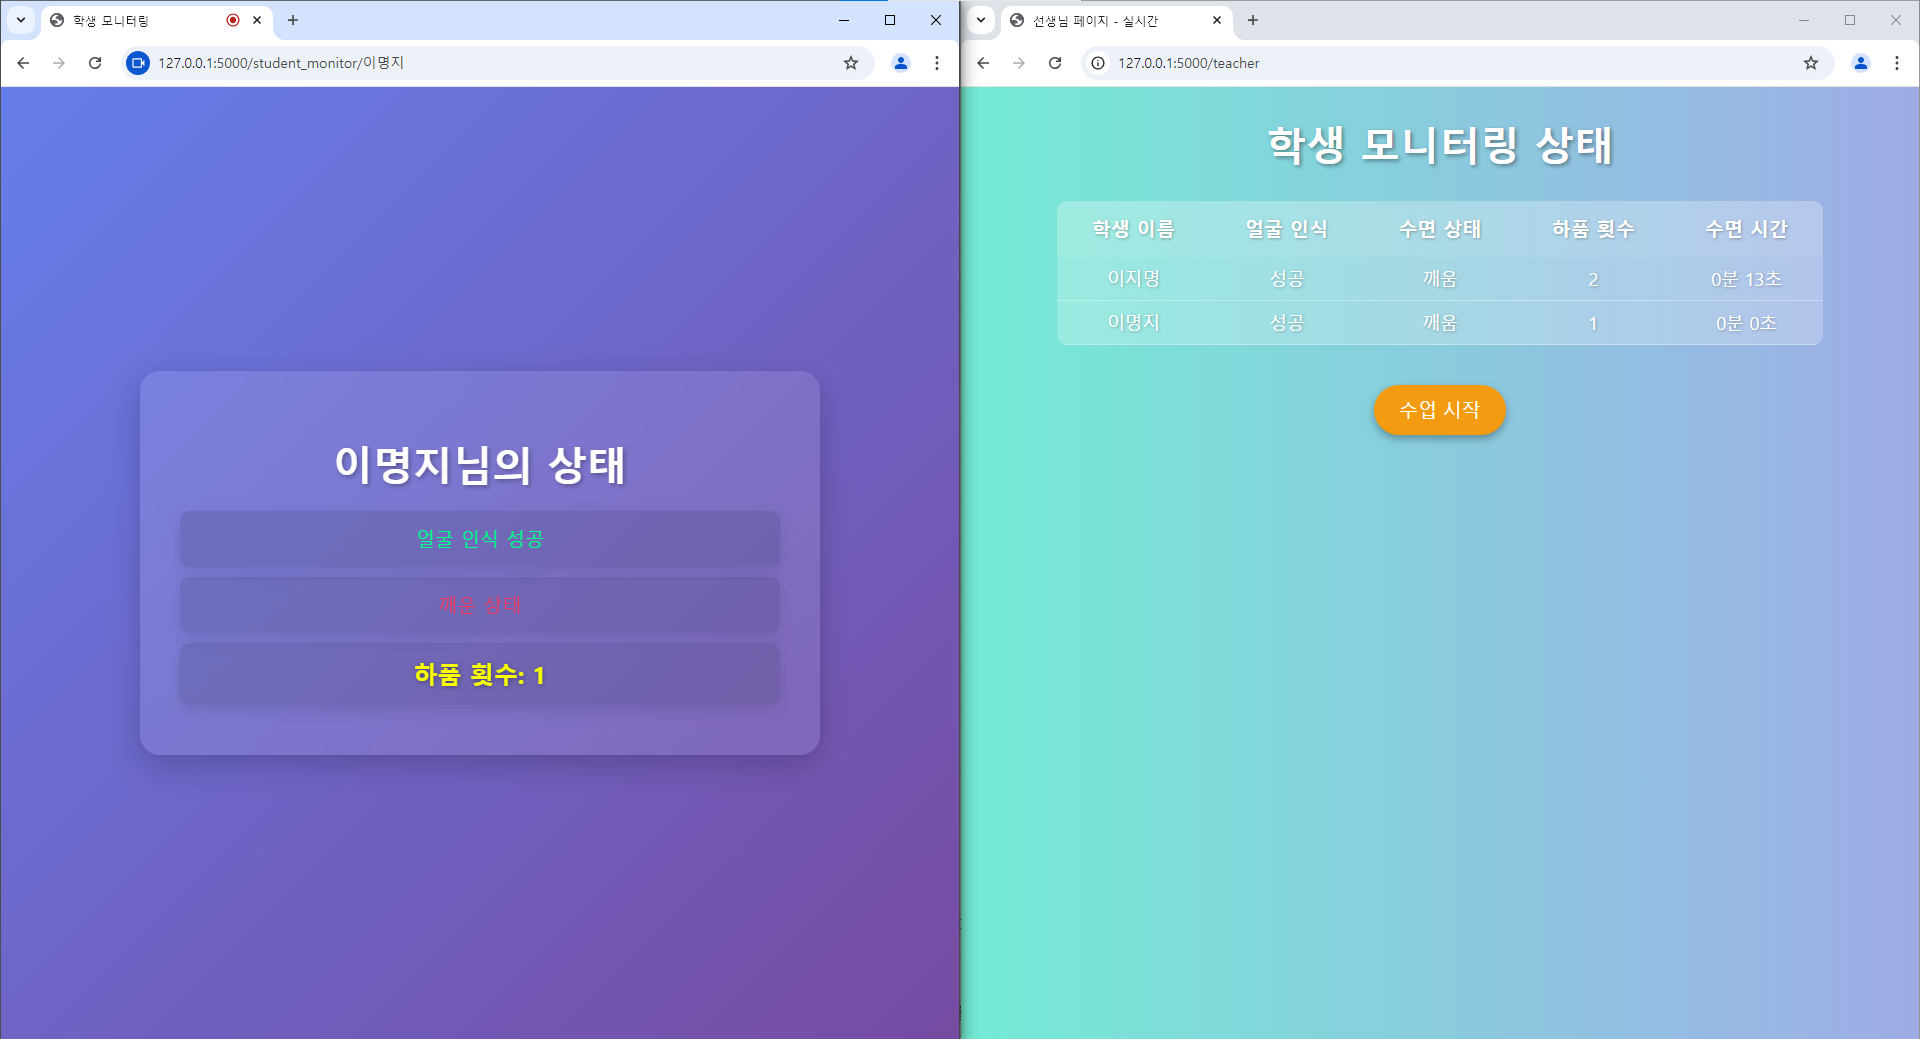 학생 모니터링
127.0.0.1:5000/student_monitor/이명지
이명지님의 상태
얼굴 인식 성공
깨운 상태
하품 횟수: 1
선생님 페이지 - 실시간
127.0.0.1:5000/teacher
학생 모니터링 상태
학생 이름 얼굴 인식 수면 상태 하품 횟수 수면 시간
이지명 성공 깨움 2 0분 13초
이명지 성공 깨움 1 0분 0초
수업 시작